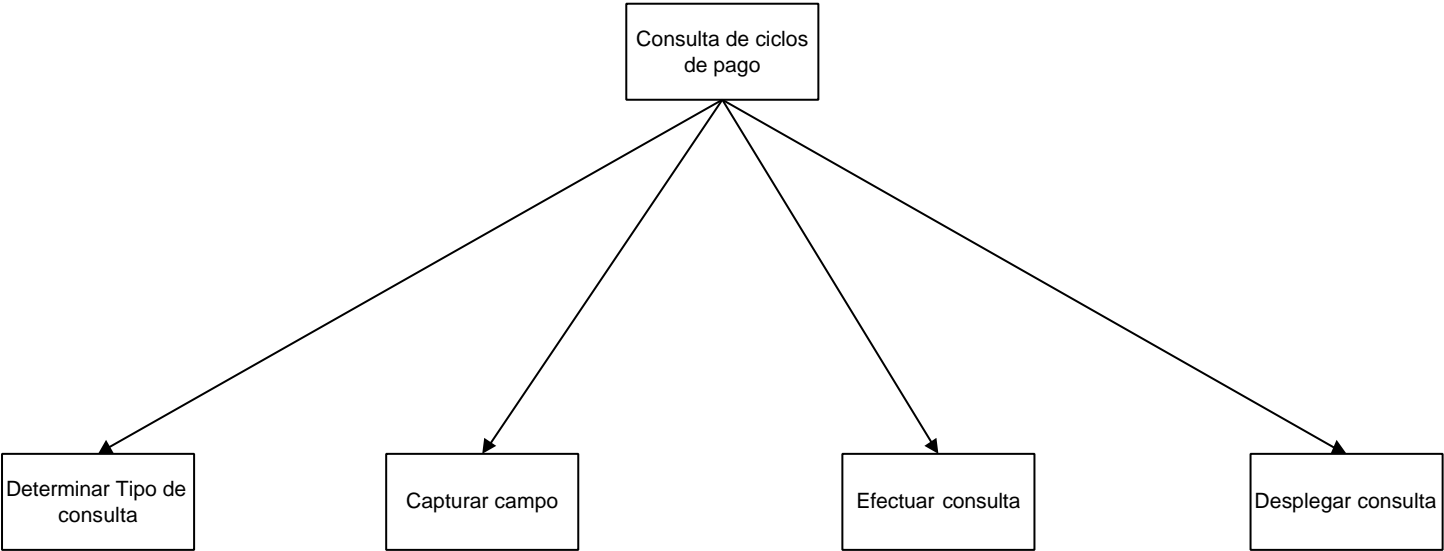 Consulta de ciclos
de pago
Determinar Tipo de
consulta
Capturar campo
Efectuar consulta
Desplegar consulta